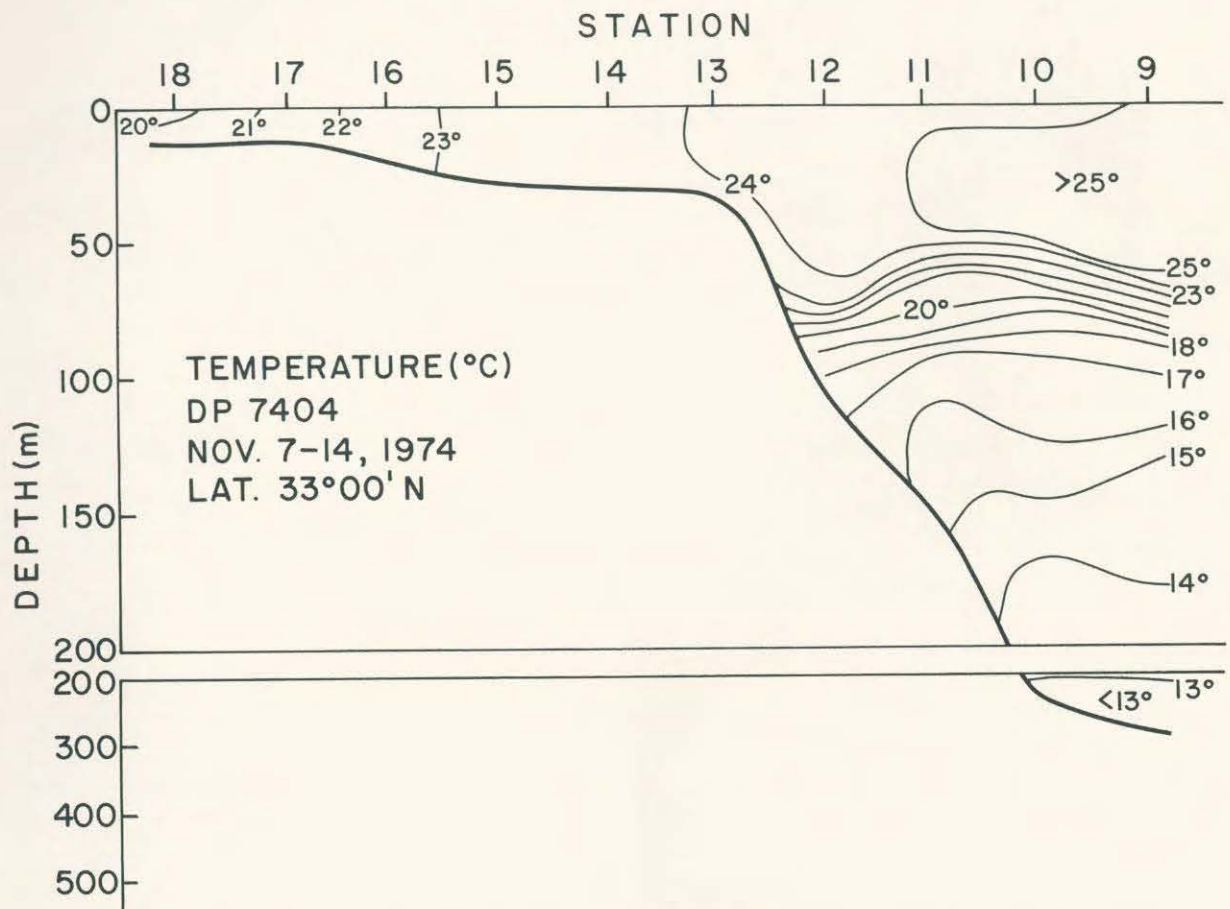 STATION
18 17 16 15 14 13 12 11 10 9
0
20° 21° 22° 23°
24° >25°
50
25°
23°
20°
18°
TEMPERATURE (°C)
100
17°
DP 7404
16°
NOV. 7-14, 1974
15°
LAT. 33°00' N
150
14°
200
200
13°
<13°
300
400
500
DEPTH (m)